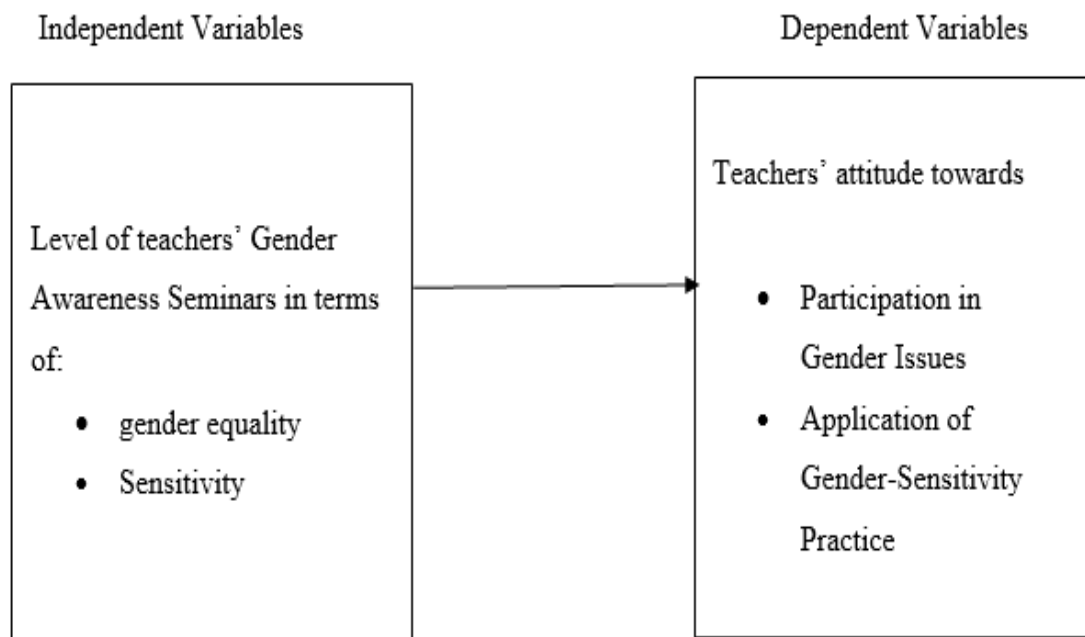 Independent Variables
Dependent Variables
Level of teachers’ Gender
Awareness Seminars in terms
of:
• gender equality
• Sensitivity
Teachers’ attitude towards
• Participation in
Gender Issues
• Application of
Gender-Sensitivity
Practice